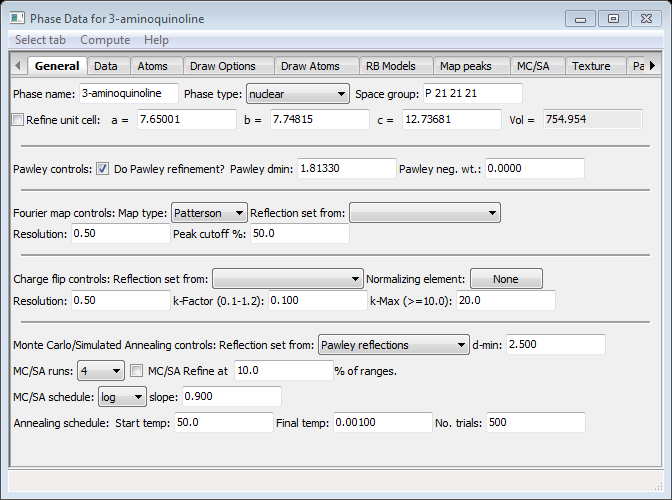 Phase Data for 3-aminoquinoline
Select tab Compute Help
General Data Atoms Draw Options Draw Atoms RB Models Map peaks MC/SA Texture Pa
Phase name: 3-aminoquinoline Phase type: nuclear Space group: P 21 21 21
Refine unit cell: a = 7.65001 b = 7.74815 c = 12.73681 Vol = 754.954
Pawley controls: Do Pawley refinement? Pawley dmin: 1.81330 Pawley neg. wt.: 0.0000
Fourier map controls: Map type: Patterson Reflection set from:
Resolution: 0.50 Peak cutoff %: 50.0
Charge flip controls: Reflection set from: Normalizing element: None
Resolution: 0.50 k-Factor (0.1-1.2): 0.100 k-Max (>=10.0): 20.0
Monte Carlo/Simulated Annealing controls: Reflection set from: Pawley reflections d-min: 2.500
MC/SA runs: 4 MC/SA Refine at 10.0 % of ranges.
MC/SA schedule: log slope: 0.900
Annealing schedule: Start temp: 50.0 Final temp: 0.00100 No. trials: 500